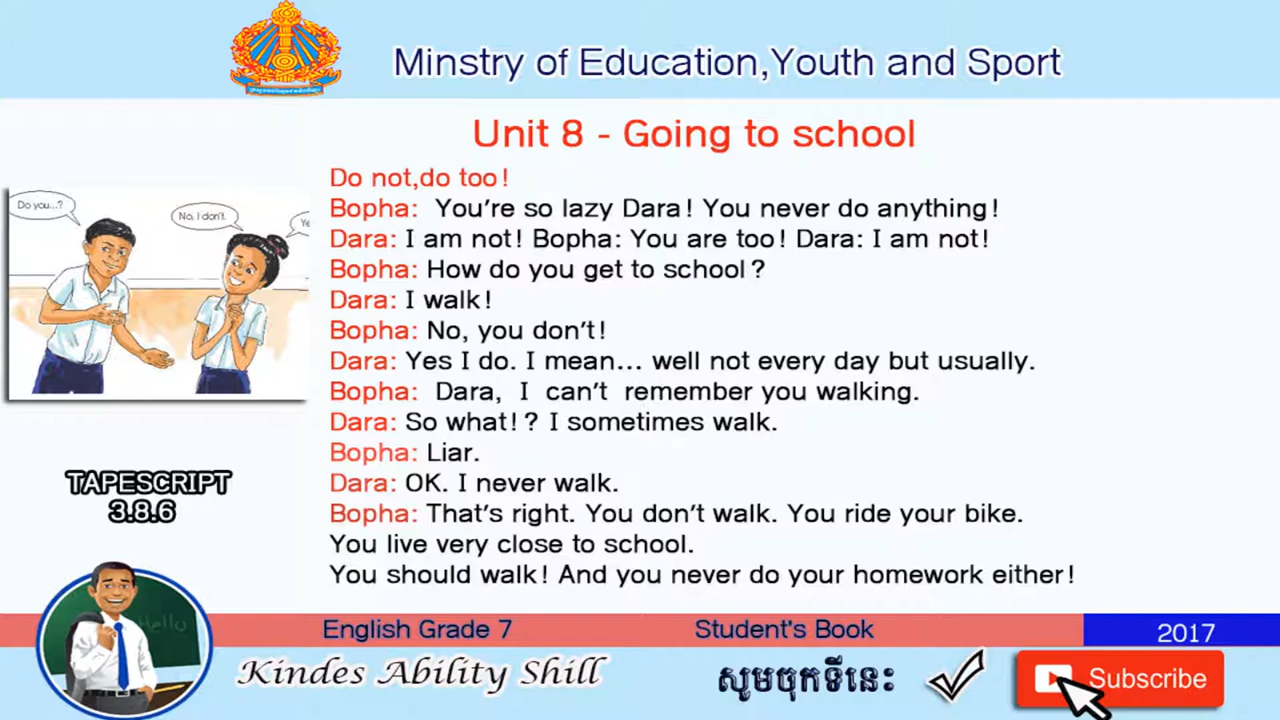 Minstry of Education,Youth and Sport
Unit 8 - Going to school
Do not,do too!
Bopha: You're so lazy Dara! You never do anything!
Dara: I am not! Bopha: You are too! Dara: I am not!
Bopha: How do you get to school?
Dara: I walk!
Bopha: No, you don't!
Dara: Yes I do. I mean... well not every day but usually.
Bopha: Dara, I can't remember you walking.
Dara: So what!? I sometimes walk.
Bopha: Liar.
Dara: OK. I never walk.
Bopha: That's right. You don't walk. You ride your bike.
You live very close to school.
You should walk! And you never do your homework either!
Do you...?
No, I don't.
Ye
TAPESCRIPT
3.8.6
Hello
English Grade 7
Student's Book
2017
Kindes Ability Shill
សូមចុកទីនេះ
Subscribe